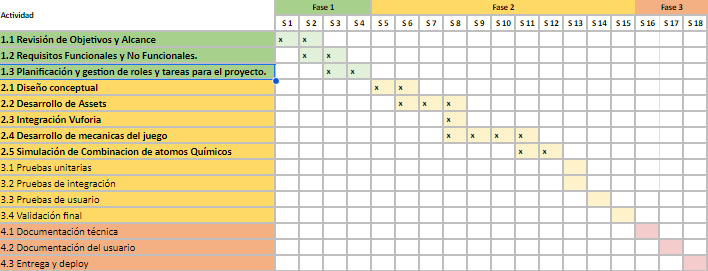 Actividad Fase 1 Fase 2 Fase 3
S 1 S 2 S 3 S 4 S 5 S 6 S 7 S 8 S 9 S 10 S 11 S 12 S 13 S 14 S 15 S 16 S 17 S 18
1.1 Revisión de Objetivos y Alcance x x
1.2 Requisitos Funcionales y No Funcionales. x x
1.3 Planificación y gestion de roles y tareas para el proyecto. x x
2.1 Diseño conceptual x x
2.2 Desarrollo de Assets x x x
2.3 Integración Vuforia x
2.4 Desarrollo de mecanicas del juego x x x x
2.5 Simulación de Combinacion de atomos Químicos x x
3.1 Pruebas unitarias
3.2 Pruebas de integración
3.3 Pruebas de usuario
3.4 Validación final
4.1 Documentación técnica
4.2 Documentación del usuario
4.3 Entrega y deploy